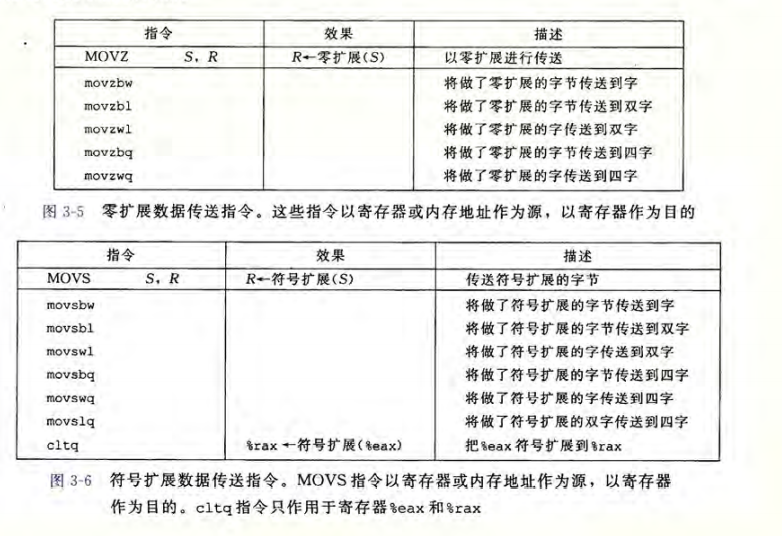 指令 效果 描述
MOVZ S, R R←零扩展(S) 以零扩展进行传送
movzbw 将做了零扩展的字节传送到字
movzbl 将做了零扩展的字节传送到双字
movzwl 将做了零扩展的字传送到双字
movzbq 将做了零扩展的字节传送到四字
movzwq 将做了零扩展的字传送到四字
图 3-5 零扩展数据传送指令。这些指令以寄存器或内存地址作为源，以寄存器作为目的
指令 效果 描述
MOVS S, R R←符号扩展(S) 传送符号扩展的字节
movsbw 将做了符号扩展的字节传送到字
movsbl 将做了符号扩展的字节传送到双字
movswl 将做了符号扩展的字传送到双字
movsbq 将做了符号扩展的字节传送到四字
movswq 将做了符号扩展的字传送到四字
movslq 将做了符号扩展的双字传送到四字
cltq %rax ←符号扩展(%eax) 把%eax符号扩展到%rax
图 3-6 符号扩展数据传送指令。MOVS指令以寄存器或内存地址作为源，以寄存器
作为目的。cltq指令只作用于寄存器%eax和%rax